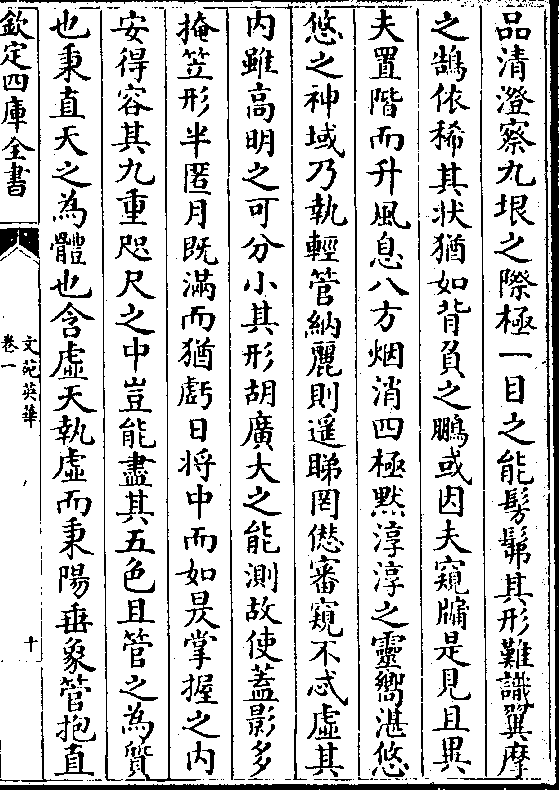 品清澄察九垠之際極一目之能髣髴其形難識翼摩
之鵠依稀其狀猶如背負之鵬或因夫窺牖是見且異
夫置階而升風息八方烟消四極默淳淳之靈嚮湛悠
悠之神域乃執輕管納麗則遥睇罔愆審窺不忒虚其
内雖高明之可分小其形胡廣大之能測故使蓋影多
掩笠形半匿月既滿而猶虧日将中而如昃掌握之内
安得容其九重咫尺之中豈能盡其五色且管之為質
也秉直天之為體也含虚天執虚而秉陽垂象管抱直
欽定四庫全書
文苑英華
卷一
十